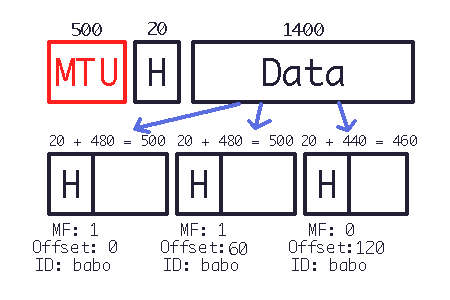 500 20 1400
MTU H Data
20 + 480 = 500 20 + 480 = 500 20 + 440 = 460
H H H
MF: 1 MF: 1 MF: 0
Offset: 0 Offset:60 Offset:120
ID: babo ID: babo ID: babo